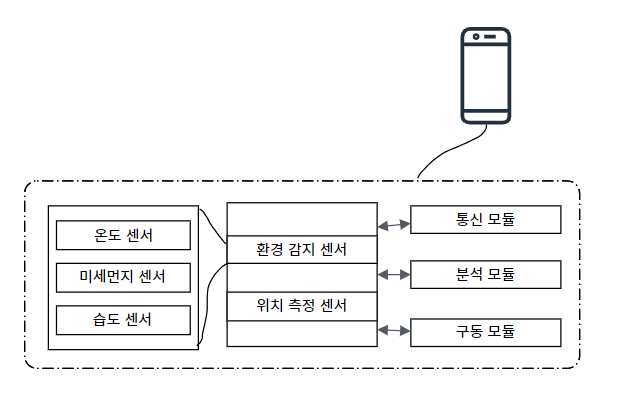 온도 센서
미세먼지 센서
습도 센서
환경 감지 센서
위치 측정 센서
통신 모듈
분석 모듈
구동 모듈